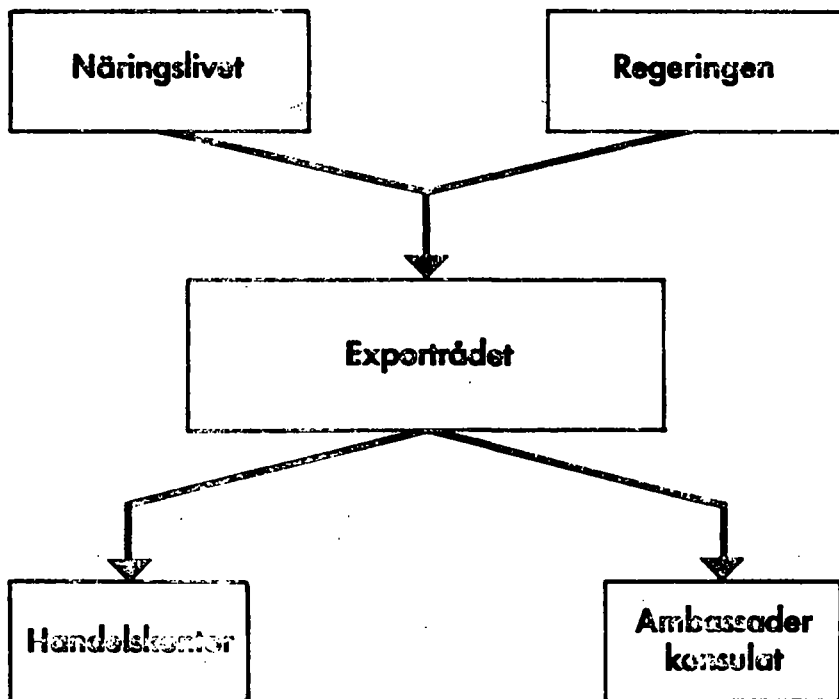 Näringslivet
Regeringen
Exportrådet
Handelskontor
Ambassader
konsulat